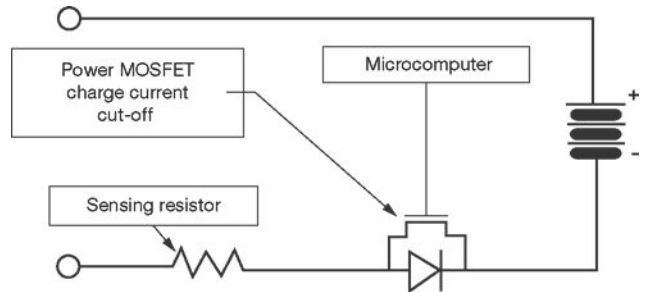 Power MOSFET
charge current
cut-off
Microcomputer
+
–
Sensing resistor